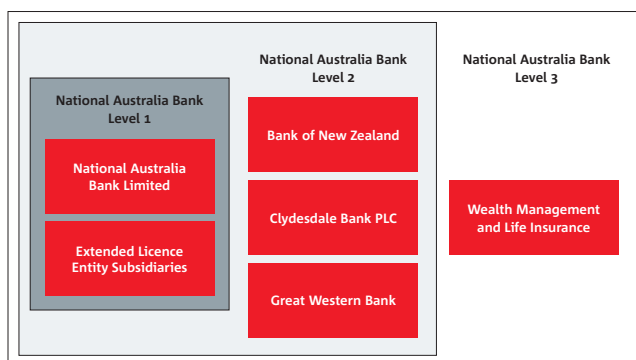 National Australia Bank
Level 1
National Australia
Bank Limited
Extended Licence
Entity Subsidiaries
National Australia Bank
Level 2
Bank of New Zealand
Clydesdale Bank PLC
Great Western Bank
National Australia Bank
Level 3
Wealth Management
and Life Insurance